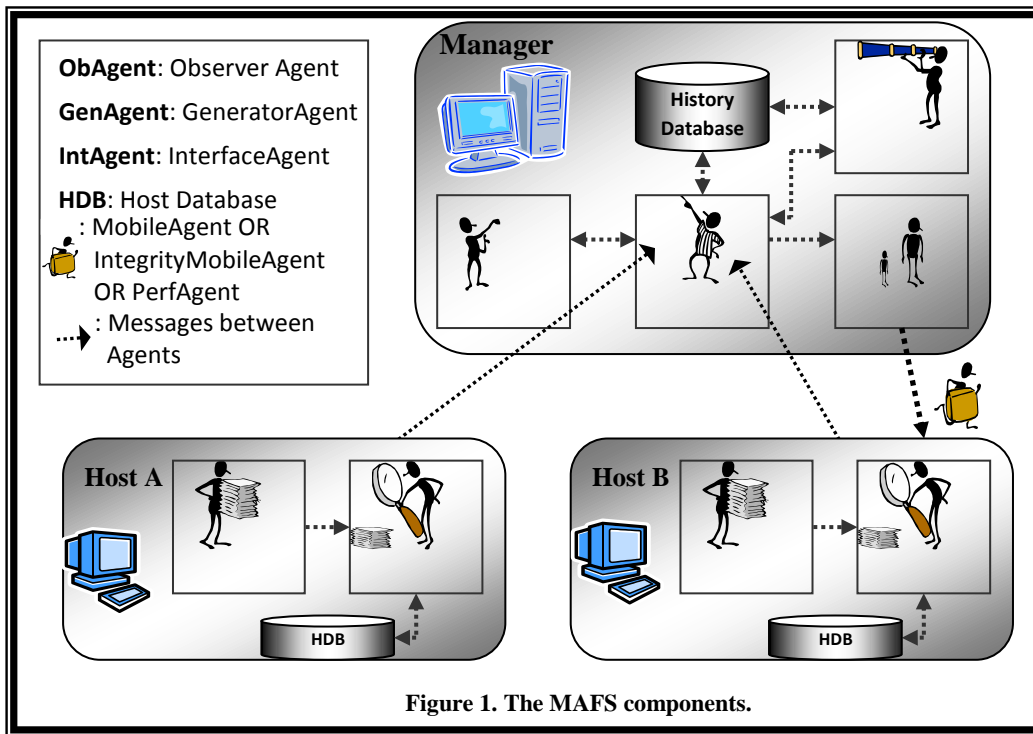 ObAgent: Observer Agent
GenAgent: GeneratorAgent
IntAgent: InterfaceAgent
HDB: Host Database
: MobileAgent OR
IntegrityMobileAgent
OR PerfAgent
: Messages between
Agents
Manager
History
Database
Host A
HDB
Host B
HDB
Figure 1. The MAFS components.